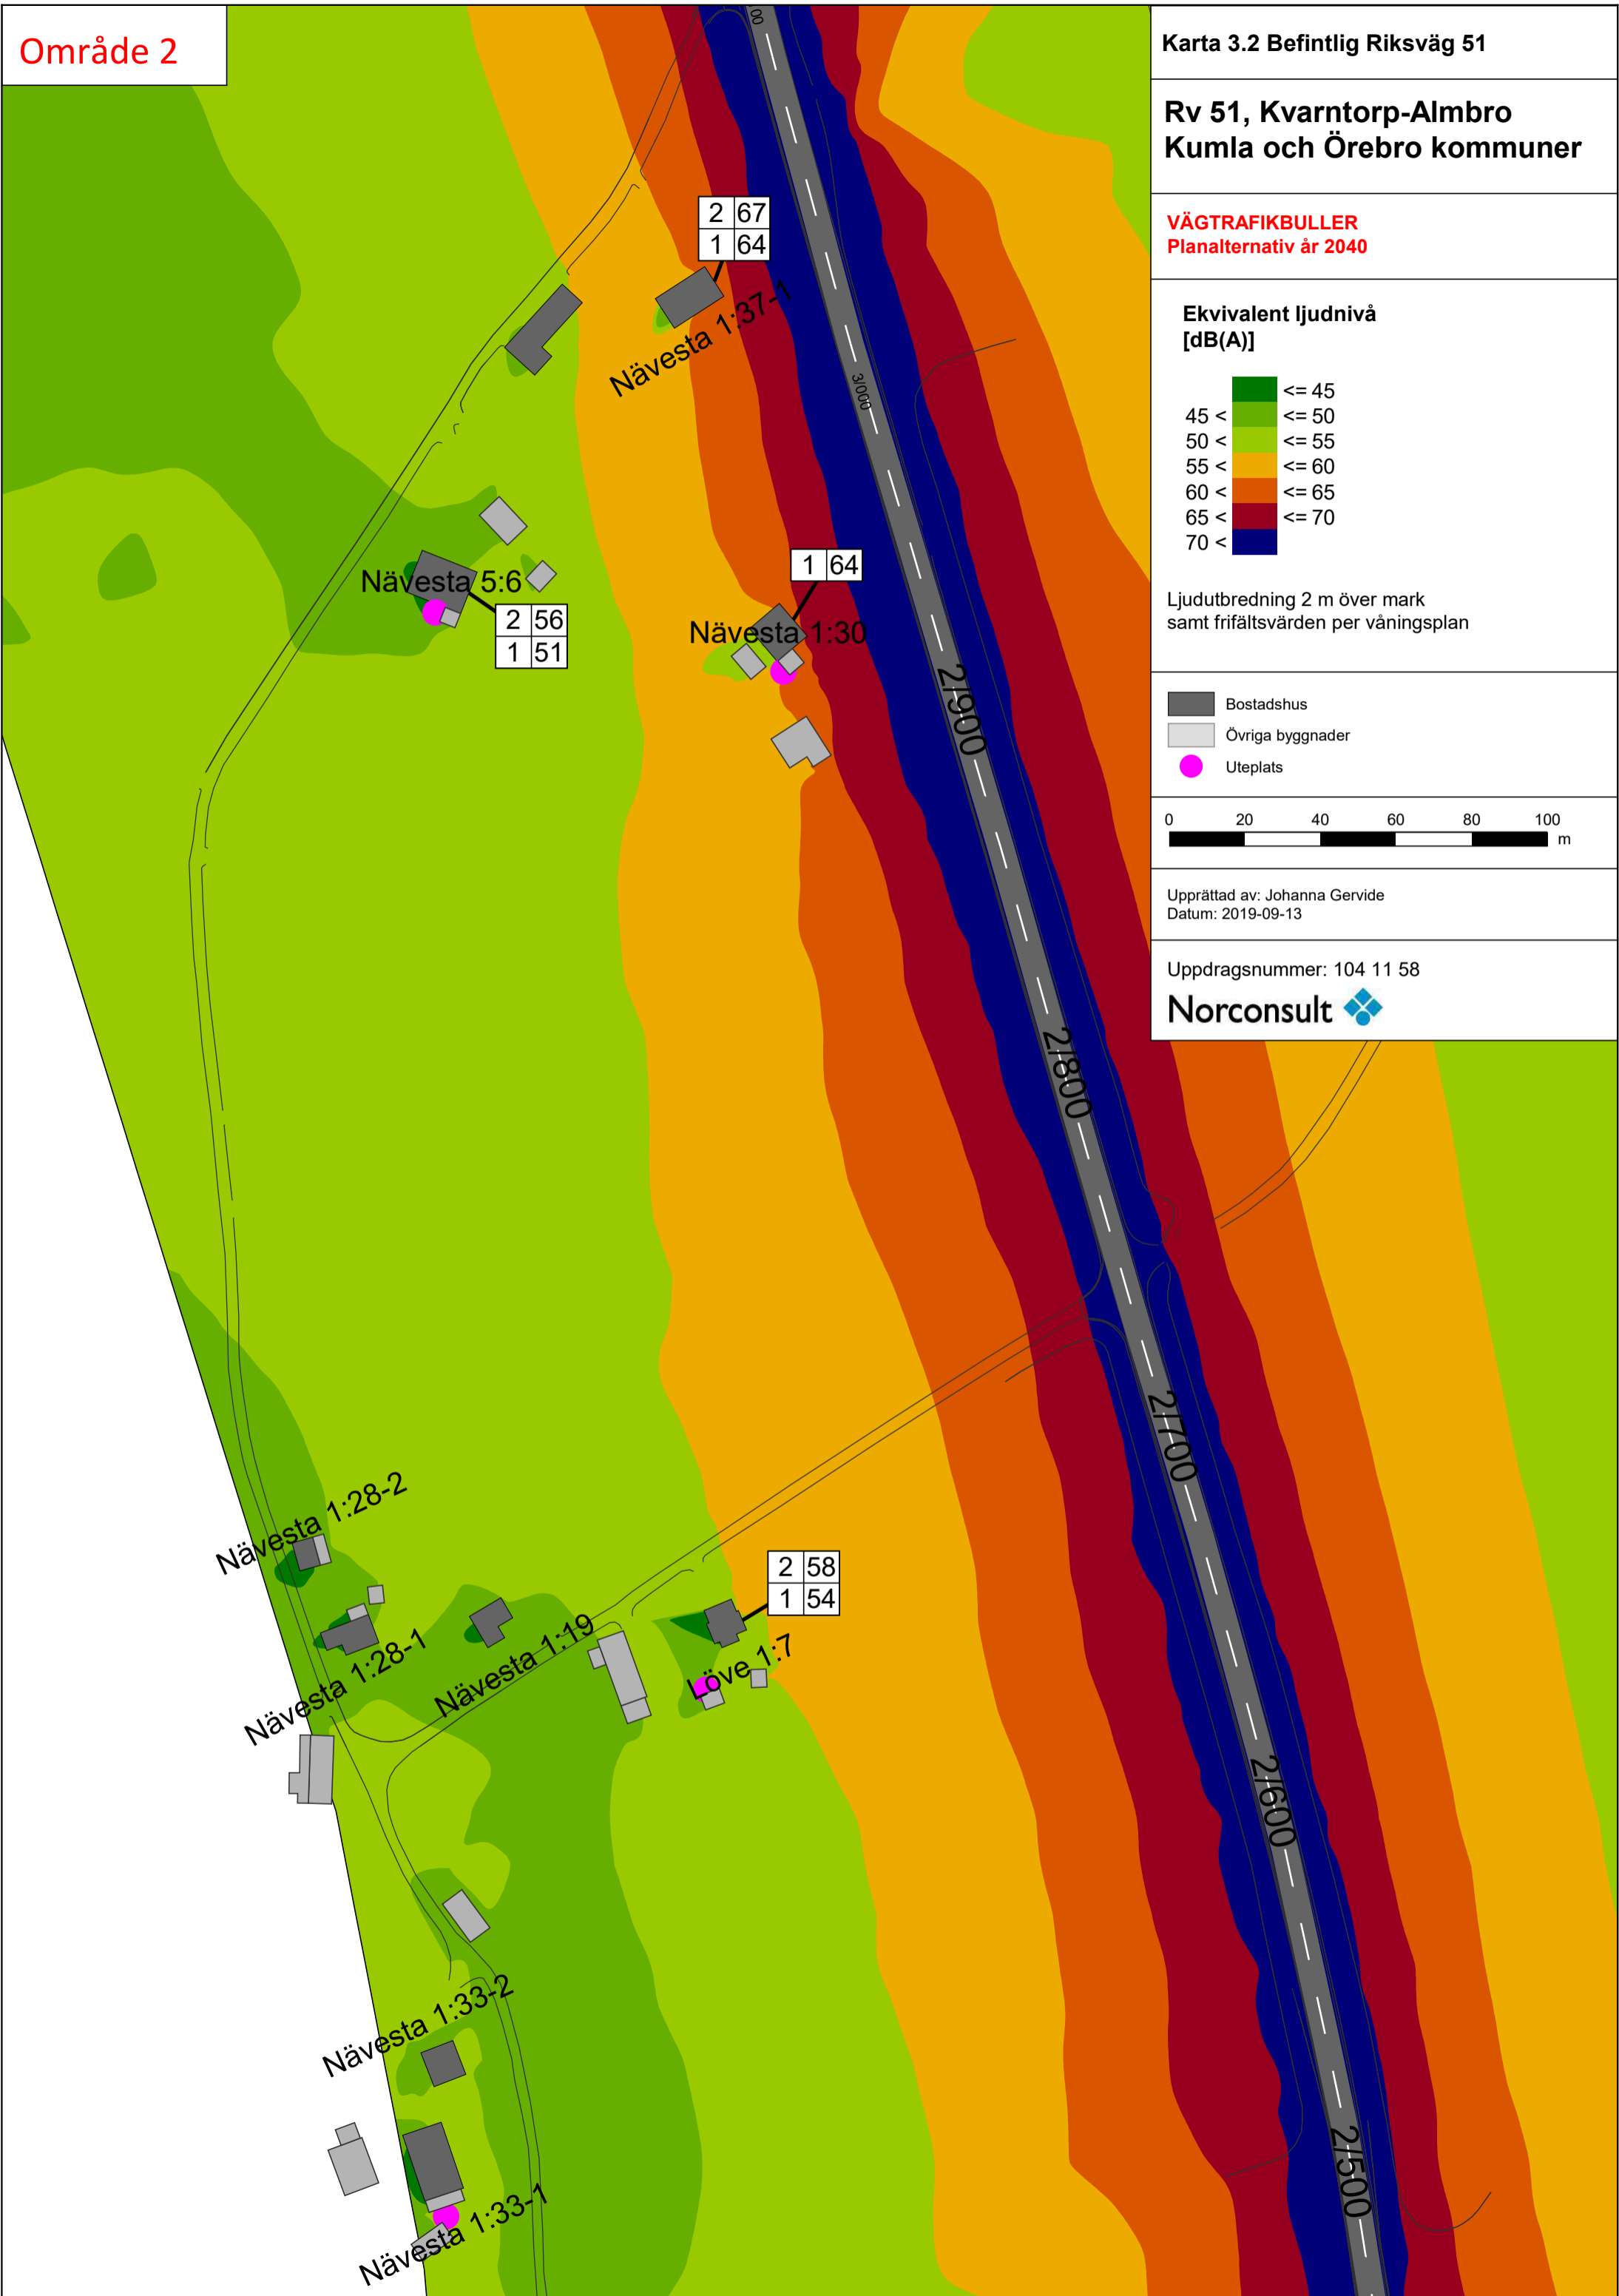 Område 2
Karta 3.2 Befintlig Riksväg 51
Rv 51, Kvarntorp-Almbro
Kumla och Örebro kommuner
VÄGTRAFIKBULLER
Planalternativ år 2040
Ekvivalent ljudnivå
[dB(A)]
<= 45
45 < <= 50
50 < <= 55
55 < <= 60
60 < <= 65
65 < <= 70
70 <
Ljudutbredning 2 m över mark
samt frifältsvärden per våningsplan
Bostadshus
Övriga byggnader
Uteplats
0 20 40 60 80 100
m
Upprättad av: Johanna Gervide
Datum: 2019-09-13
Uppdragsnummer: 104 11 58
Norconsult
00
2 67
1 64
Nävesta 1:37-1
3/000
Nävesta 5:6
2 56
1 51
1 64
Nävesta 1:30
2/900
2/800
2/700
Nävesta 1:28-2
Nävesta 1:28-1
Nävesta 1:19
2 58
1 54
Löve 1:7
2/600
Nävesta 1:33-2
2/500
Nävesta 1:33-1